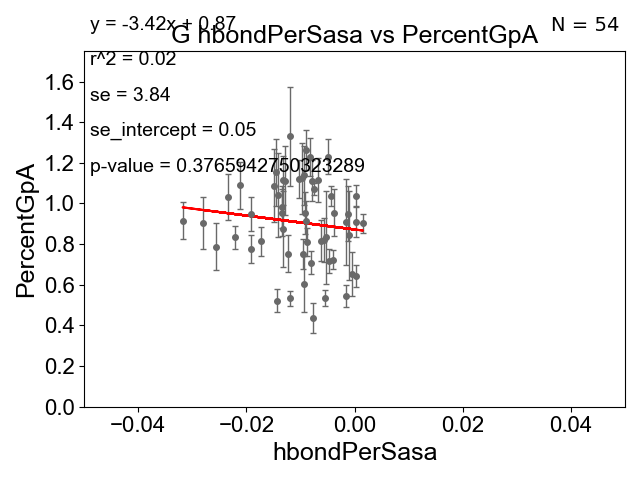 y = -3.42x + 0.87
N = 54
G hbondPerSasa vs PercentGpA
r^2 = 0.02
se = 3.84
se_intercept = 0.05
p-value = 0.3765942750323289
PercentGpA
1.6
1.4
1.2
1.0
0.8
0.6
0.4
0.2
0.0
−0.04 −0.02 0.00 0.02 0.04
hbondPerSasa